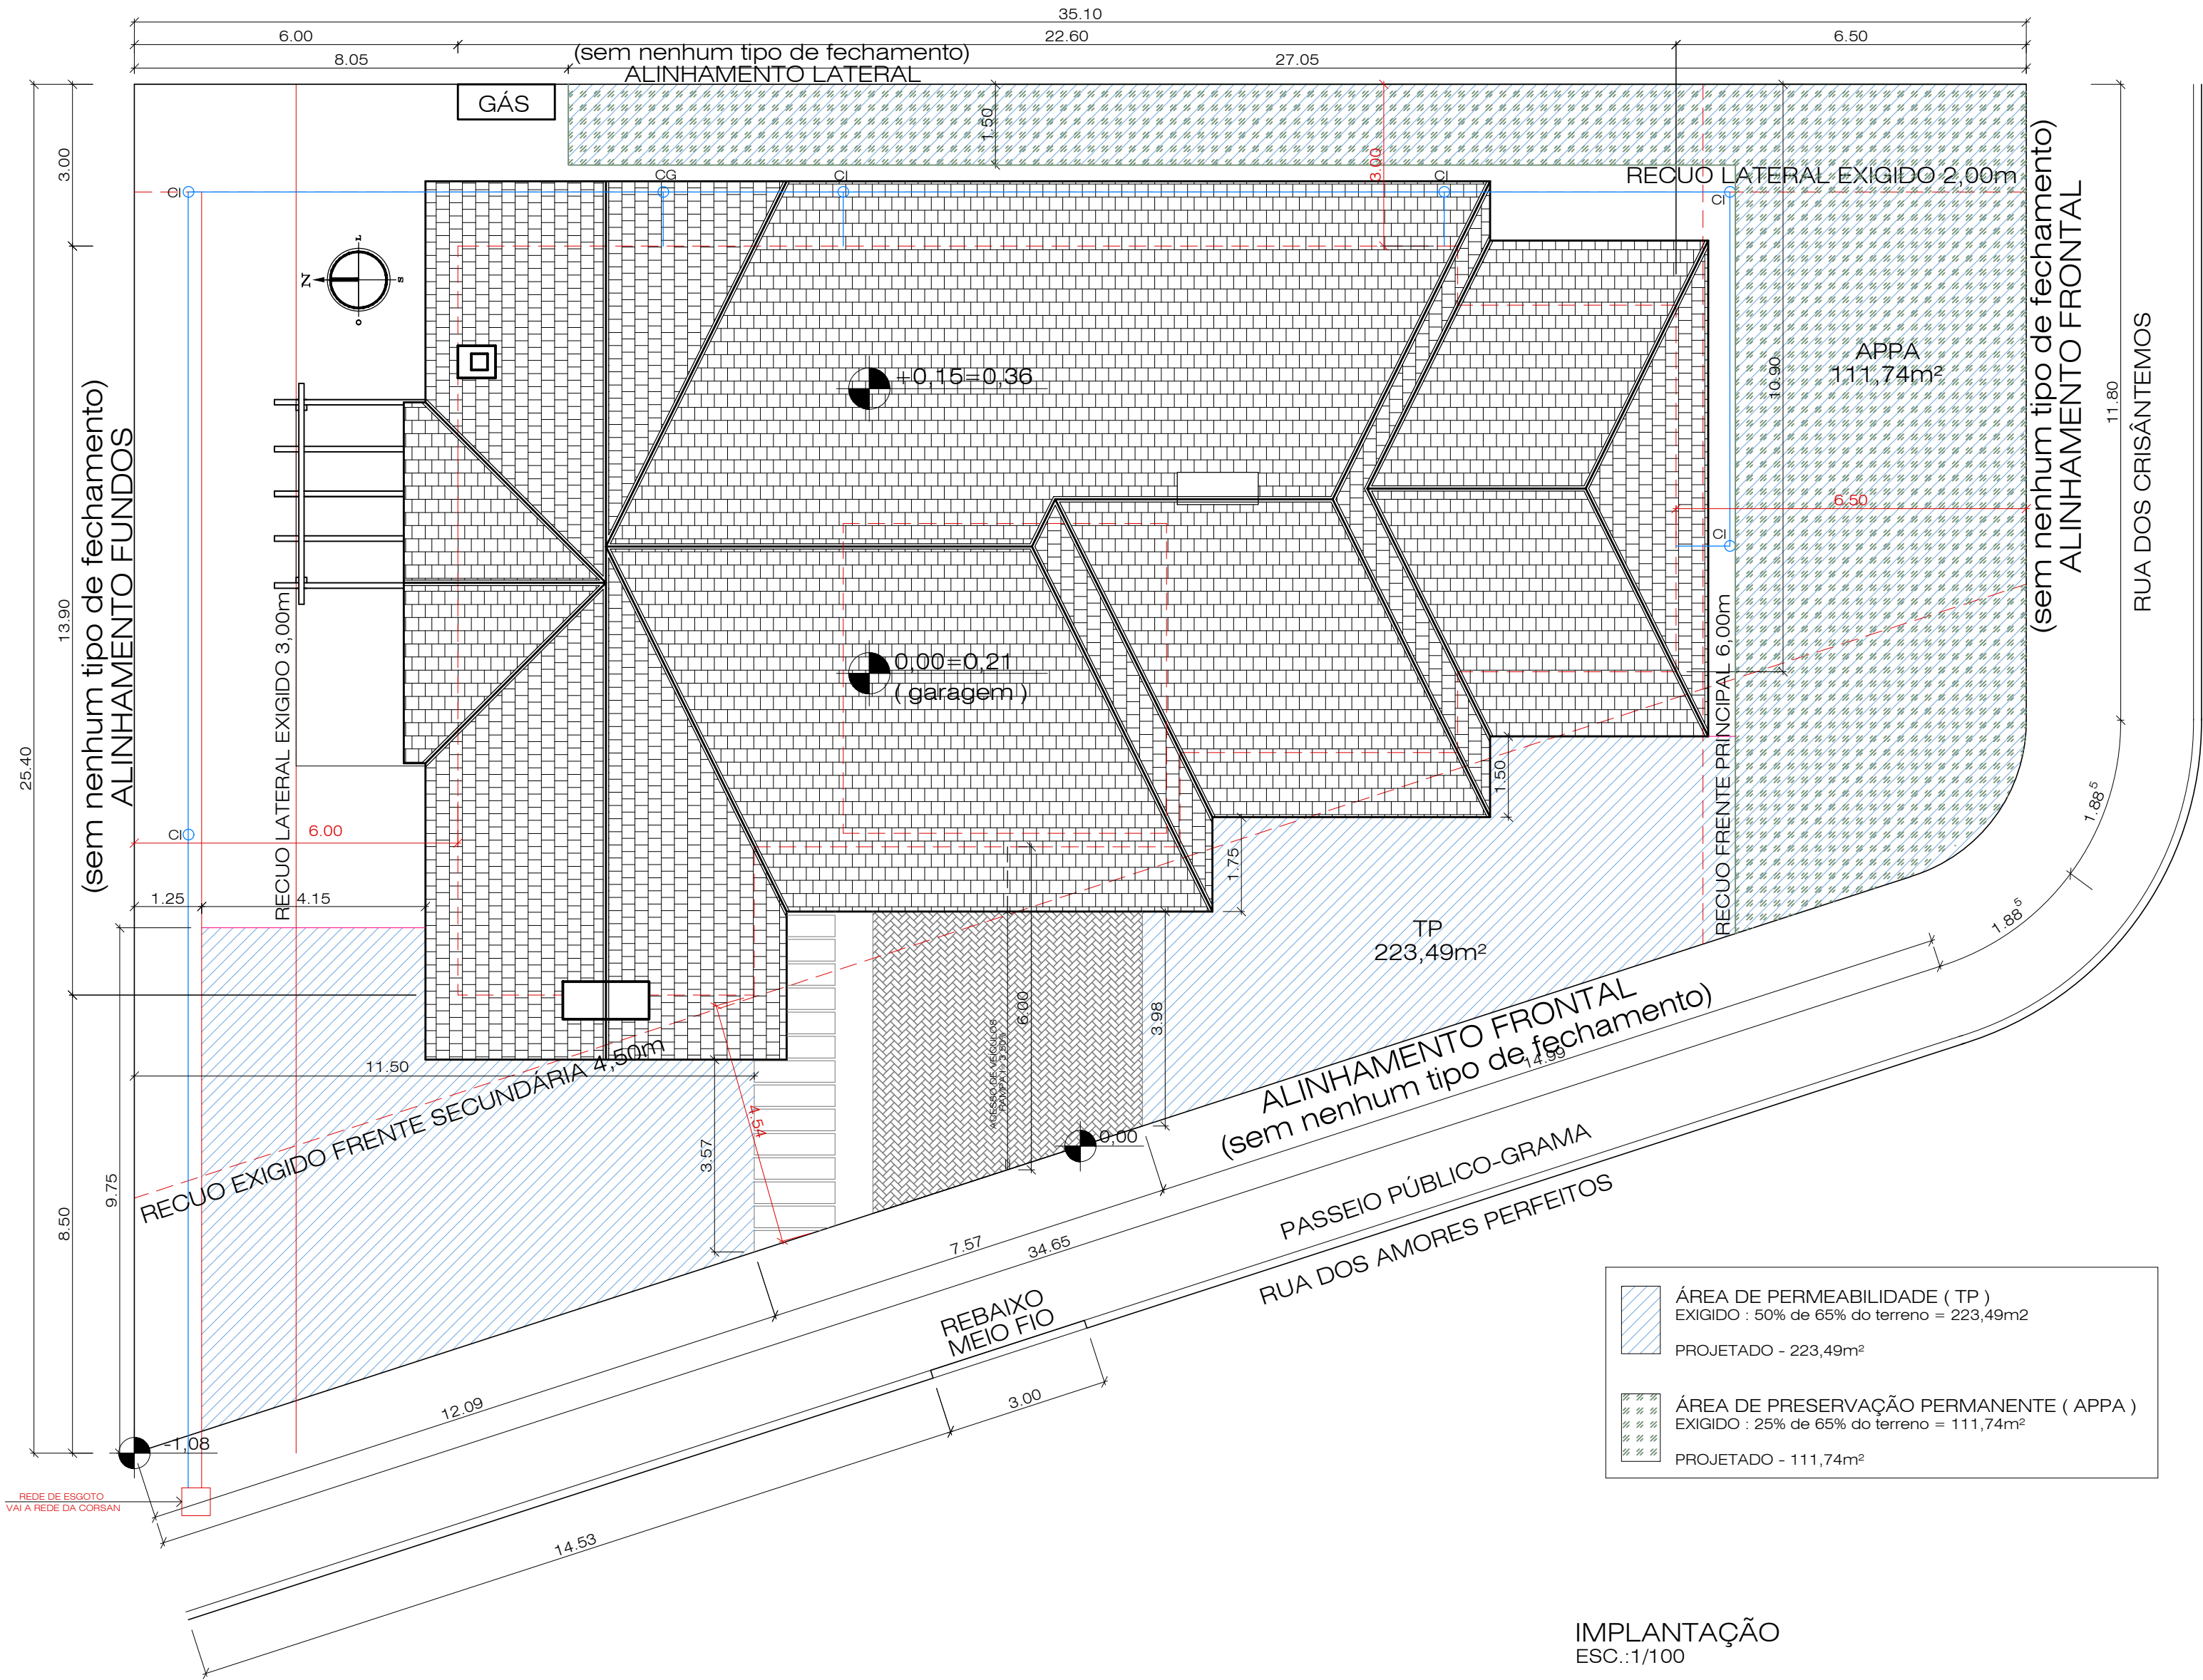 35.10
6.00
22.60
6.50
(sem nenhum tipo de fechamento)
8.05
27.05
ALINHAMENTO LATERAL
GÁS
1.50
3.00
3.00
CI
CG
CI
CI
RECUO LATERAL EXIGIDO 2,00m
CI
N
S
L
O
+0,15=0,36
APPA
111,74m²
10.90
11.80
(sem nenhum tipo de fechamento)
ALINHAMENTO FRONTAL
RUA DOS CRISÂNTEMOS
(sem nenhum tipo de fechamento)
ALINHAMENTO FUNDOS
6.50
CI
13.90
RECUO LATERAL EXIGIDO 3,00m
0,00=0,21
( garagem )
RECUO FRENTE PRINCIPAL 6,00m
25.40
CI
6.00
1.50
1.88⁵
1.75
1.25
4.15
1.88⁵
TP
223,49m²
6.00
3.98
ACESSO DE VEÍCULOS
11.50
RECUO EXIGIDO FRENTE SECUNDÁRIA 4,50m
4.54
3.57
0,00
ALINHAMENTO FRONTAL
(sem nenhum tipo de fechamento)
14.99
9.75
8.50
PASSEIO PÚBLICO-GRAMA
RUA DOS AMORES PERFEITOS
7.57
34.65
REBAIXO
MEIO FIO
3.00
12.09
-1,08
REDE DE ESGOTO
VAI A REDE DA CORSAN
14.53
ÁREA DE PERMEABILIDADE ( TP )
EXIGIDO : 50% de 65% do terreno = 223,49m2
PROJETADO - 223,49m²
ÁREA DE PRESERVAÇÃO PERMANENTE ( APPA )
EXIGIDO : 25% de 65% do terreno = 111,74m²
PROJETADO - 111,74m²
IMPLANTAÇÃO
ESC.:1/100